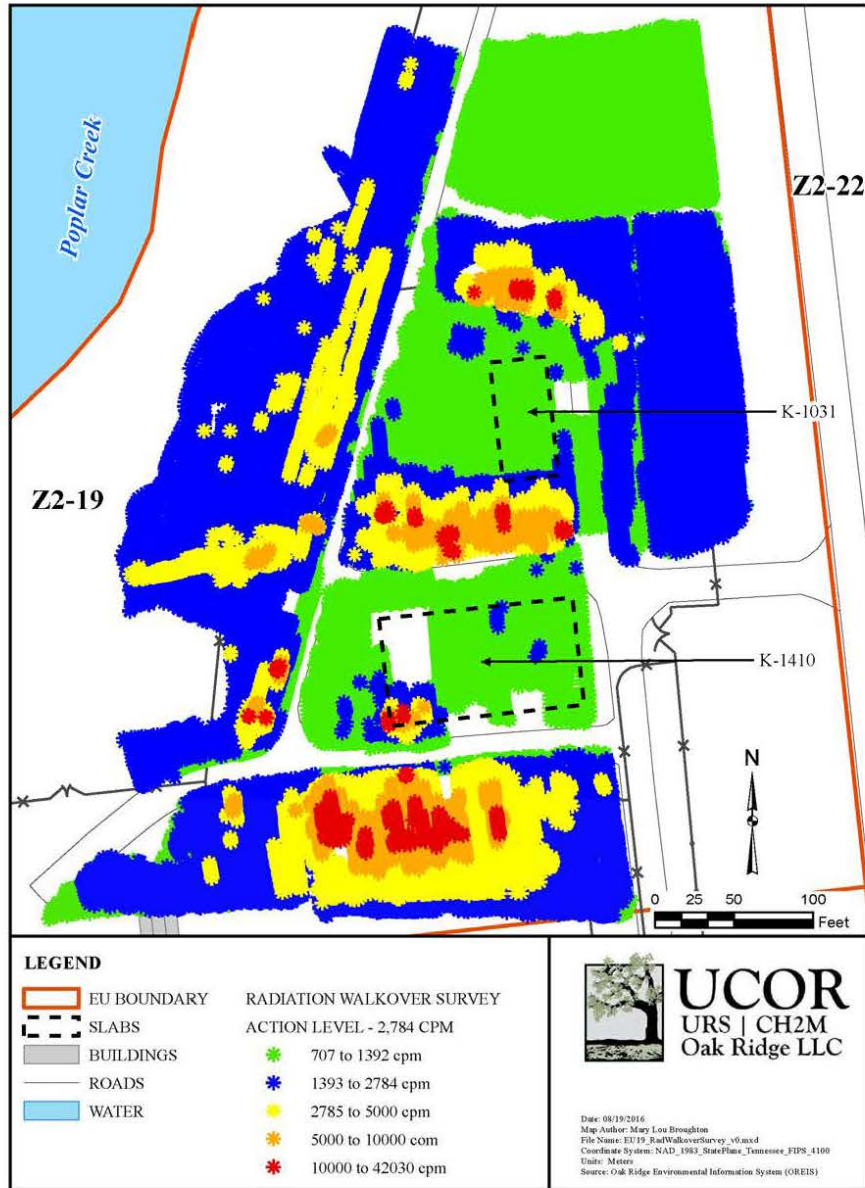 Poplar Creek
Z2-22
K-1031
Z2-19
K-1410
N
0 25 50 100
Feet
LEGEND
EU BOUNDARY
SLABS
BUILDINGS
ROADS
WATER
RADIATION WALKOVER SURVEY
ACTION LEVEL - 2,784 CPM
707 to 1392 cpm
1393 to 2784 cpm
2785 to 5000 cpm
5000 to 10000 com
10000 to 42030 cpm
UCOR
URS | CH2M
Oak Ridge LLC
Date: 08/19/2016
Map Author: Mary Lou Broughton
File Name: EU19_RadWalkoverSurvey_v0.mxd
Coordinate System: NAD_1983_StatePlane_Tennessee_FIPS_4100
Units: Meters
Source: Oak Ridge Environmental Information System (OREIS)